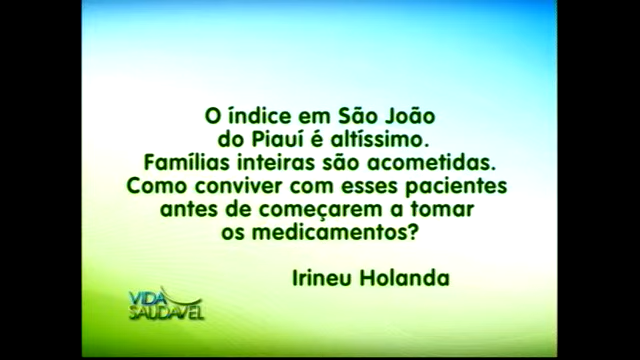 O índice em São João
do Piauí é altíssimo.
Famílias inteiras são acometidas.
Como conviver com esses pacientes
antes de começarem a tomar
os medicamentos?
Irineu Holanda
VIDA
SAUDAVEL